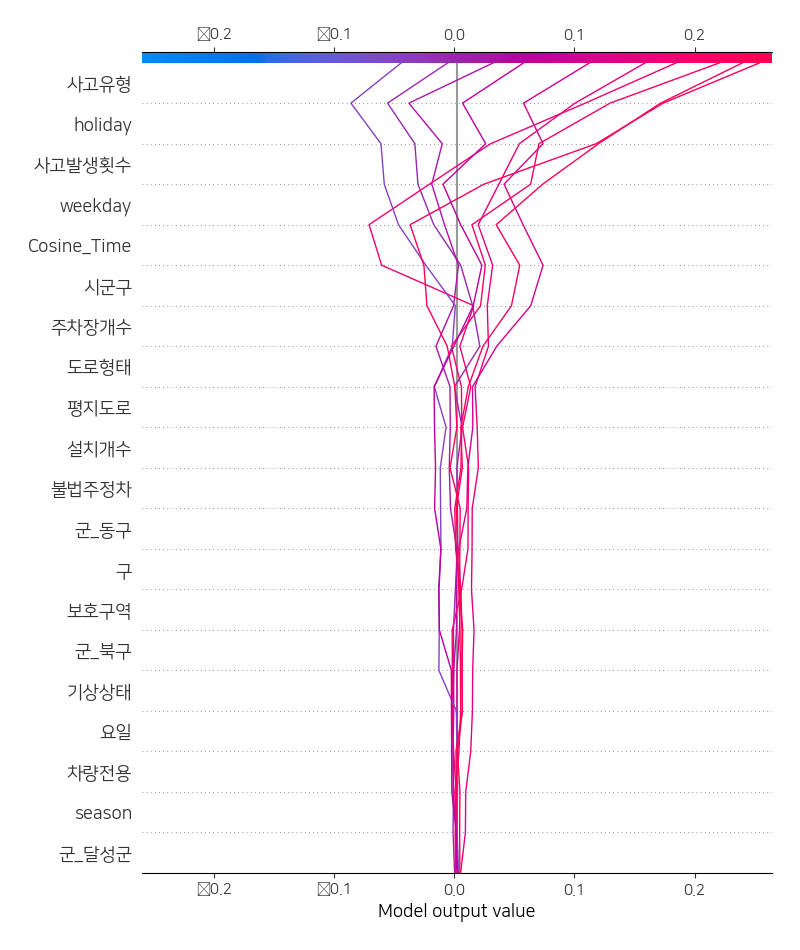 ☒0.2 ☒0.1 0.0 0.1 0.2
사고유형
holiday
사고발생횟수
weekday
Cosine_Time
시군구
주차장개수
도로형태
평지도로
설치개수
불법주정차
군_동구
구
보호구역
군_북구
기상상태
요일
차량전용
season
군_달성군
☒0.2 ☒0.1 0.0 0.1 0.2
Model output value